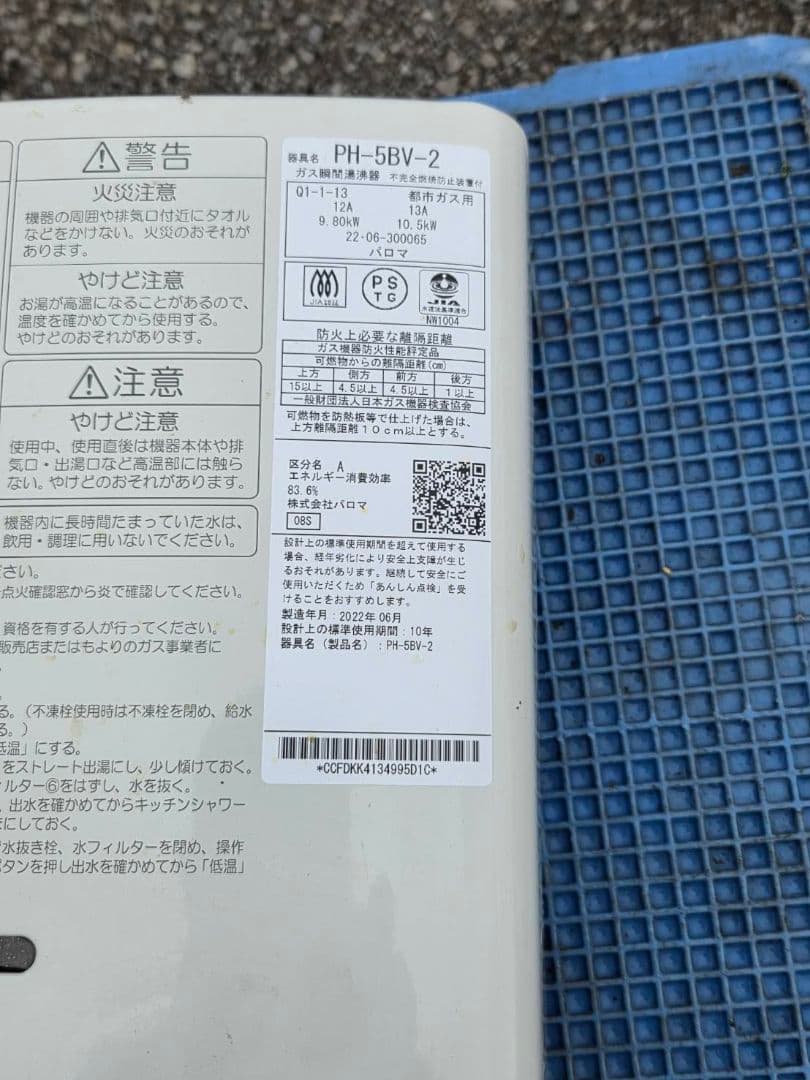 警告
火災注意
機器の周囲や排気口付近にタオル
などをかけない。火災のおそれが
あります。
やけど注意
お湯が高温になることがあるので、
温度を確かめてから使用する。
やけどのおそれがあります。
注意
やけど注意
使用中、使用直後は機器本体や排
気口・出湯口など高温部には触ら
ない。やけどのおそれがあります。
機器内に長時間たまっていた水は、
飲用・調理に用いないでください。
ださい。
点火確認窓から炎で確認してください。
資格を有する人が行ってください。
販売店またはもよりのガス事業者に
る。(不凍栓使用時は不凍栓を閉め、給水
る。)
低温」にする。
をストレート出湯にし、少し傾けておく。
ィルター⑥をはずし、水を抜く。
、出水を確かめてからキッチンシャワー
にしておく。
水抜き栓、水フィルターを閉め、操作
タンを押し出水を確かめてから「低温」
器具名 PH-5BV-2
ガス瞬間湯沸器 不完全燃焼防止装置付
Q1-1-13 都市ガス用
12A 13A
9.80kW 10.5kW
22・06-300065
パロマ
JIA
PS
TG
JIA
水道法基準適合
NW1004
防火上必要な離隔距離
ガス機器防火性能評定品
可燃物からの離隔距離(cm)
上方 側方 前方 後方
15以上 4.5以上 4.5以上 1以上
一般財団法人日本ガス機器検査協会
可燃物を防熱板等で仕上げた場合は、
上方離隔距離10cm以上とする。
区分名 A
エネルギー消費効率
83.6%
株式会社パロマ
08S
設計上の標準使用期間を超えて使用する
場合、経年劣化により安全上支障が生じ
るおそれがあります。継続して安全にご
使用いただくため「あんしん点検」を受
けることをおすすめします。
製造年月:2022年06月
設計上の標準使用期間:10年
器具名(製品名):PH-5BV-2
*CCFDKK4134995D1C*